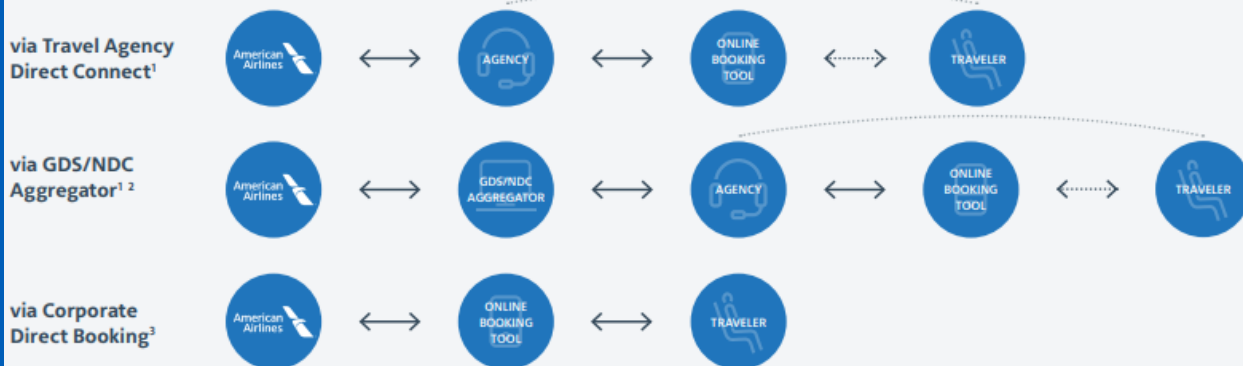 via Travel Agency
Direct Connect¹
American
Airlines
AGENCY
ONLINE
BOOKING
TOOL
TRAVELER
via GDS/NDC
Aggregator¹ ²
American
Airlines
GDS/NDC
AGGREGATOR
AGENCY
ONLINE
BOOKING
TOOL
TRAVELER
via Corporate
Direct Booking³
American
Airlines
ONLINE
BOOKING
TOOL
TRAVELER